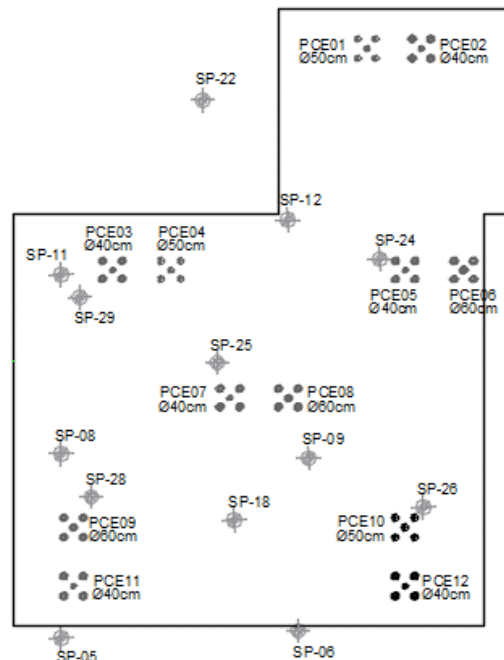 PCE01
Ø50cm
PCE02
Ø40cm
SP-22
SP-12
PCE03
Ø40cm
PCE04
Ø50cm
SP-24
SP-11
SP-29
PCE05
Ø40cm
PCE06
Ø60cm
SP-25
PCE07
Ø40cm
PCE08
Ø60cm
SP-08
SP-09
SP-28
SP-18
SP-26
PCE09
Ø60cm
PCE10
Ø50cm
PCE11
Ø40cm
PCE12
Ø40cm
SP-05
SP-06